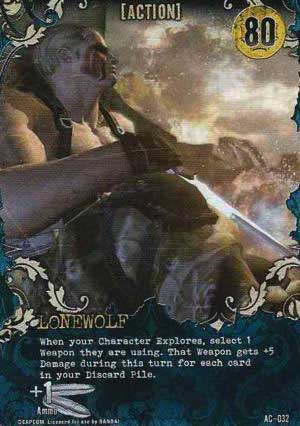 [ACTION]
80
LONEWOLF
When your Character Explores, select 1
Weapon they are using. That Weapon gets +5
Damage during this turn for each card
in your Discard Pile.
+1
Ammo
©CAPCOM. Licensed for use by BANDAI
AC-032